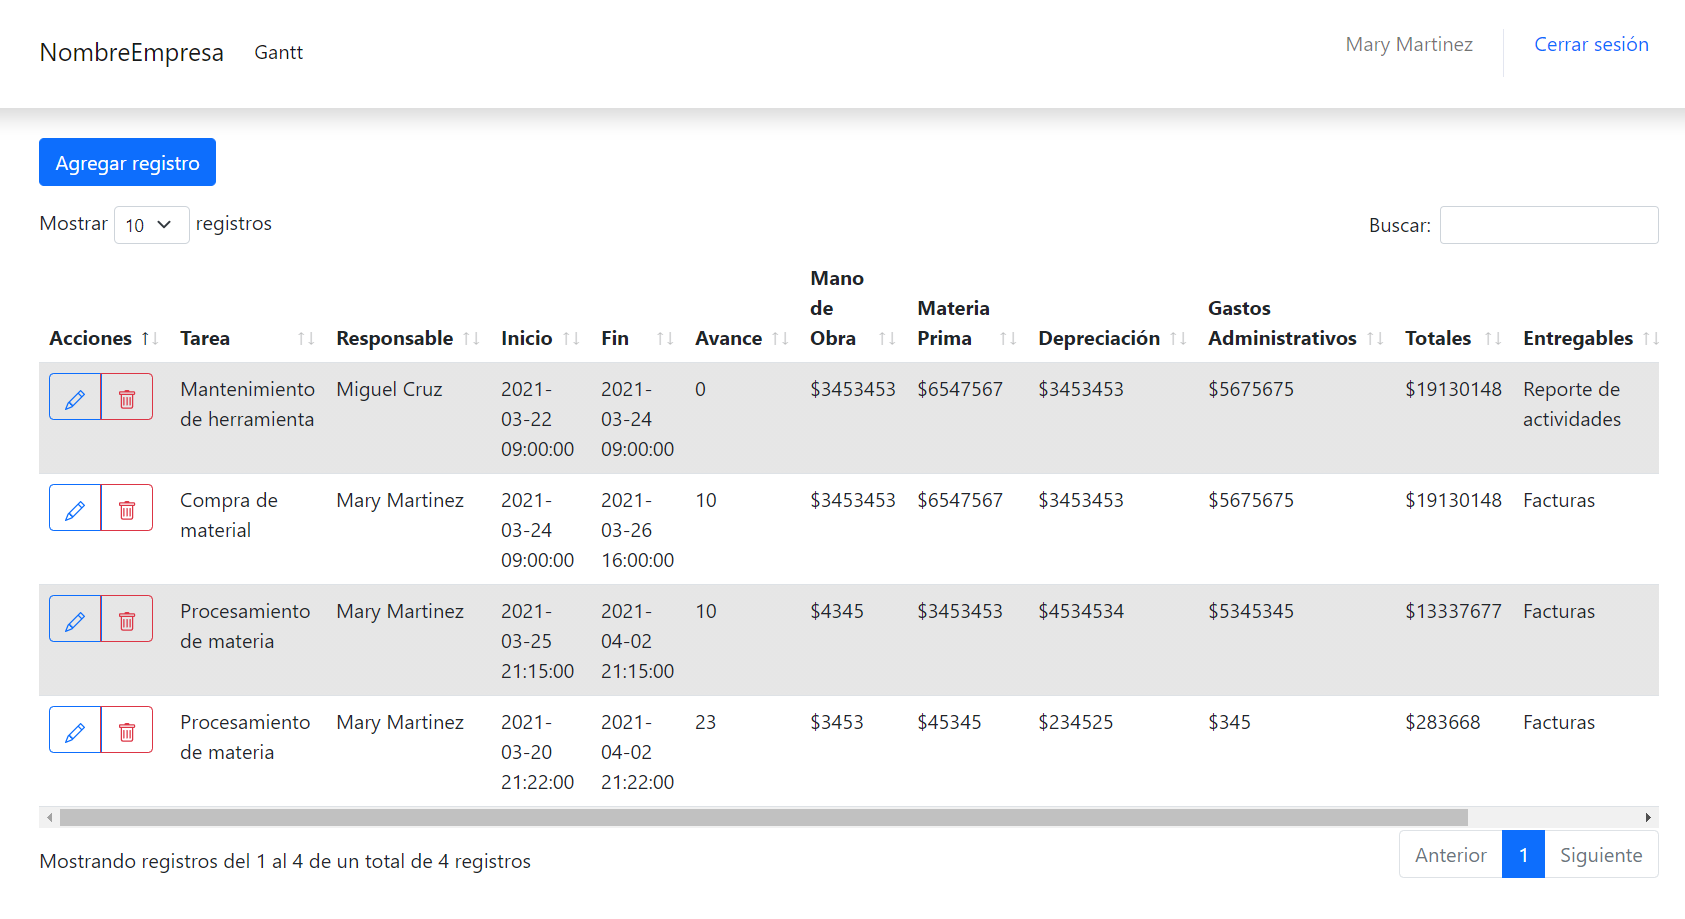 NombreEmpresa Gantt Mary Martinez Cerrar sesión
Agregar registro
Mostrar 10 registros Buscar:
Mano
de Materia Gastos
Acciones Tarea Responsable Inicio Fin Avance Obra Prima Depreciación Administrativos Totales Entregables
Mantenimiento Miguel Cruz 2021- 2021- 0 $3453453 $6547567 $3453453 $5675675 $19130148 Reporte de
de herramienta 03-22 03-24 actividades
09:00:00 09:00:00
Compra de Mary Martinez 2021- 2021- 10 $3453453 $6547567 $3453453 $5675675 $19130148 Facturas
material 03-24 03-26
09:00:00 16:00:00
Procesamiento Mary Martinez 2021- 2021- 10 $4345 $3453453 $4534534 $5345345 $13337677 Facturas
de materia 03-25 04-02
21:15:00 21:15:00
Procesamiento Mary Martinez 2021- 2021- 23 $3453 $45345 $234525 $345 $283668 Facturas
de materia 03-20 04-02
21:22:00 21:22:00
Mostrando registros del 1 al 4 de un total de 4 registros Anterior 1 Siguiente